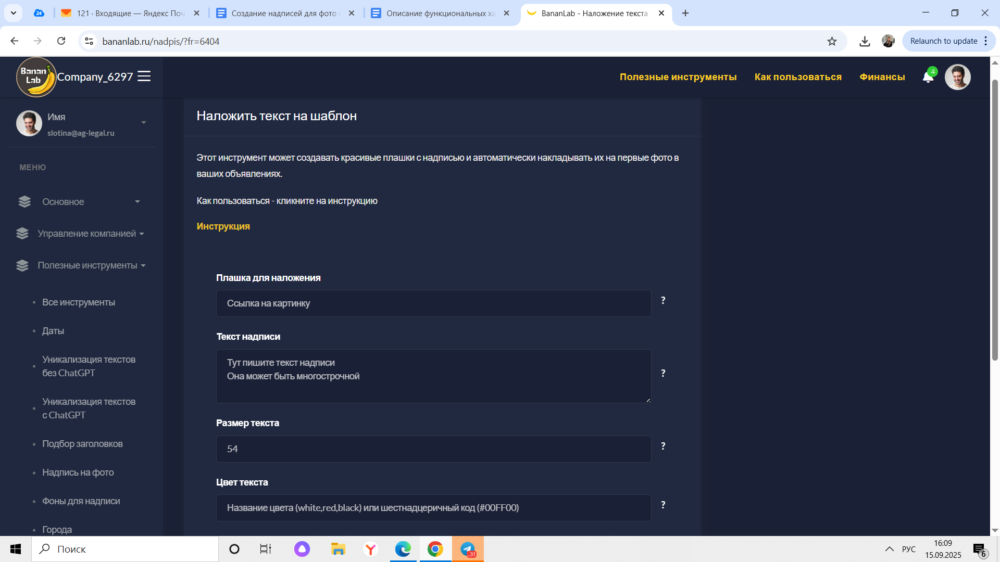 24
121 · Входящие — Яндекс Поч
Создание надписей для фото
Описание функциональных ха
BananLab - Наложение текста
bananlab.ru/nadpis/?fr=6404
Relaunch to update
Banan
Lab
Company_6297
Полезные инструменты
Как пользоваться
Финансы
4
Имя
slotina@ag-legal.ru
МЕНЮ
Основное
Управление компанией
Полезные инструменты
Все инструменты
Даты
Уникализация текстов
без ChatGPT
Уникализация текстов
с ChatGPT
Подбор заголовков
Надпись на фото
Фоны для надписи
Города
Наложить текст на шаблон
Этот инструмент может создавать красивые плашки с надписью и автоматически накладывать их на первые фото в
ваших объявлениях.
Как пользоваться - кликните на инструкцию
Инструкция
Плашка для наложения
Ссылка на картинку
?
Текст надписи
Тут пишите текст надписи
Она может быть многострочной
?
Размер текста
54
?
Цвет текста
Название цвета (white,red,black) или шестнадцеричный код (#00FF00)
?
Поиск
..31
РУС
16:09
15.09.2025
6